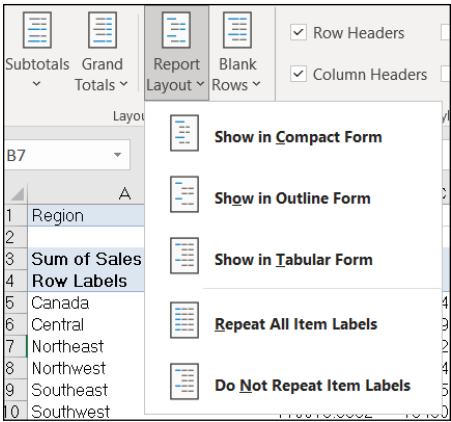 Subtotals Grand Totals Report Layout Blank Rows
Row Headers
Column Headers
Layou
B7
A
Show in Compact Form
Show in Outline Form
Show in Tabular Form
Repeat All Item Labels
Do Not Repeat Item Labels
1 Region
2
3 Sum of Sales
4 Row Labels
5 Canada
6 Central
7 Northeast
8 Northwest
9 Southeast
10 Southwest